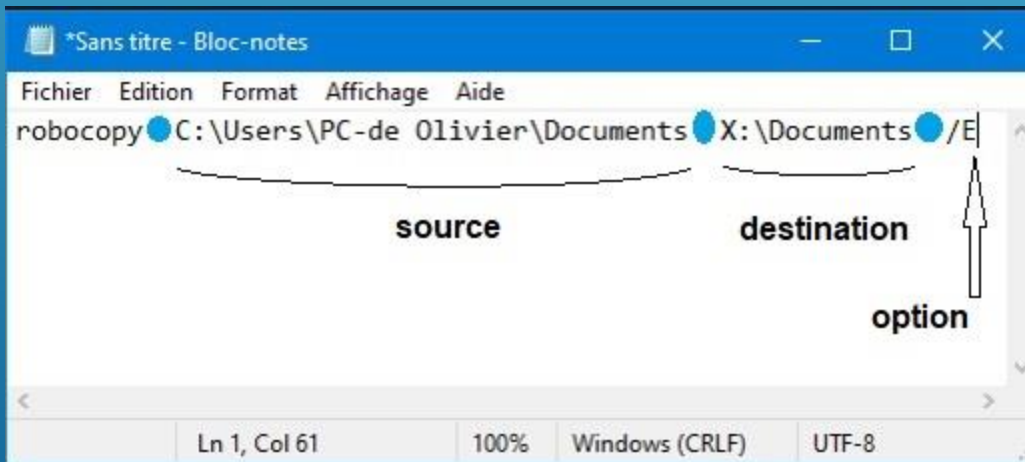 *Sans titre - Bloc-notes
Fichier Edition Format Affichage Aide
robocopy C:\Users\PC-de Olivier\Documents X:\Documents /E
source destination
option
Ln 1, Col 61 100% Windows (CRLF) UTF-8